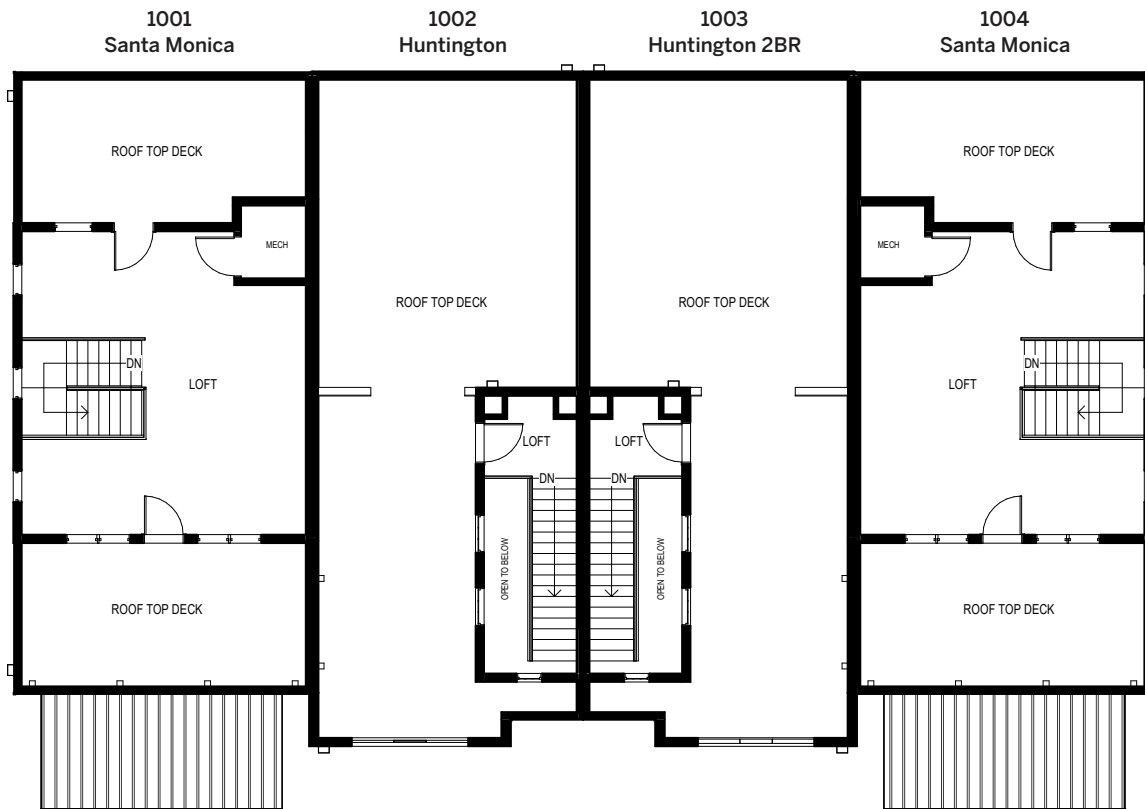 1001
Santa Monica
1002
Huntington
1003
Huntington 2BR
1004
Santa Monica
ROOF TOP DECK
ROOF TOP DECK
MECH
MECH
ROOF TOP DECK
ROOF TOP DECK
DN
LOFT
DN
LOFT
LOFT
LOFT
DN
DN
OPEN TO BELOW
OPEN TO BELOW
ROOF TOP DECK
ROOF TOP DECK